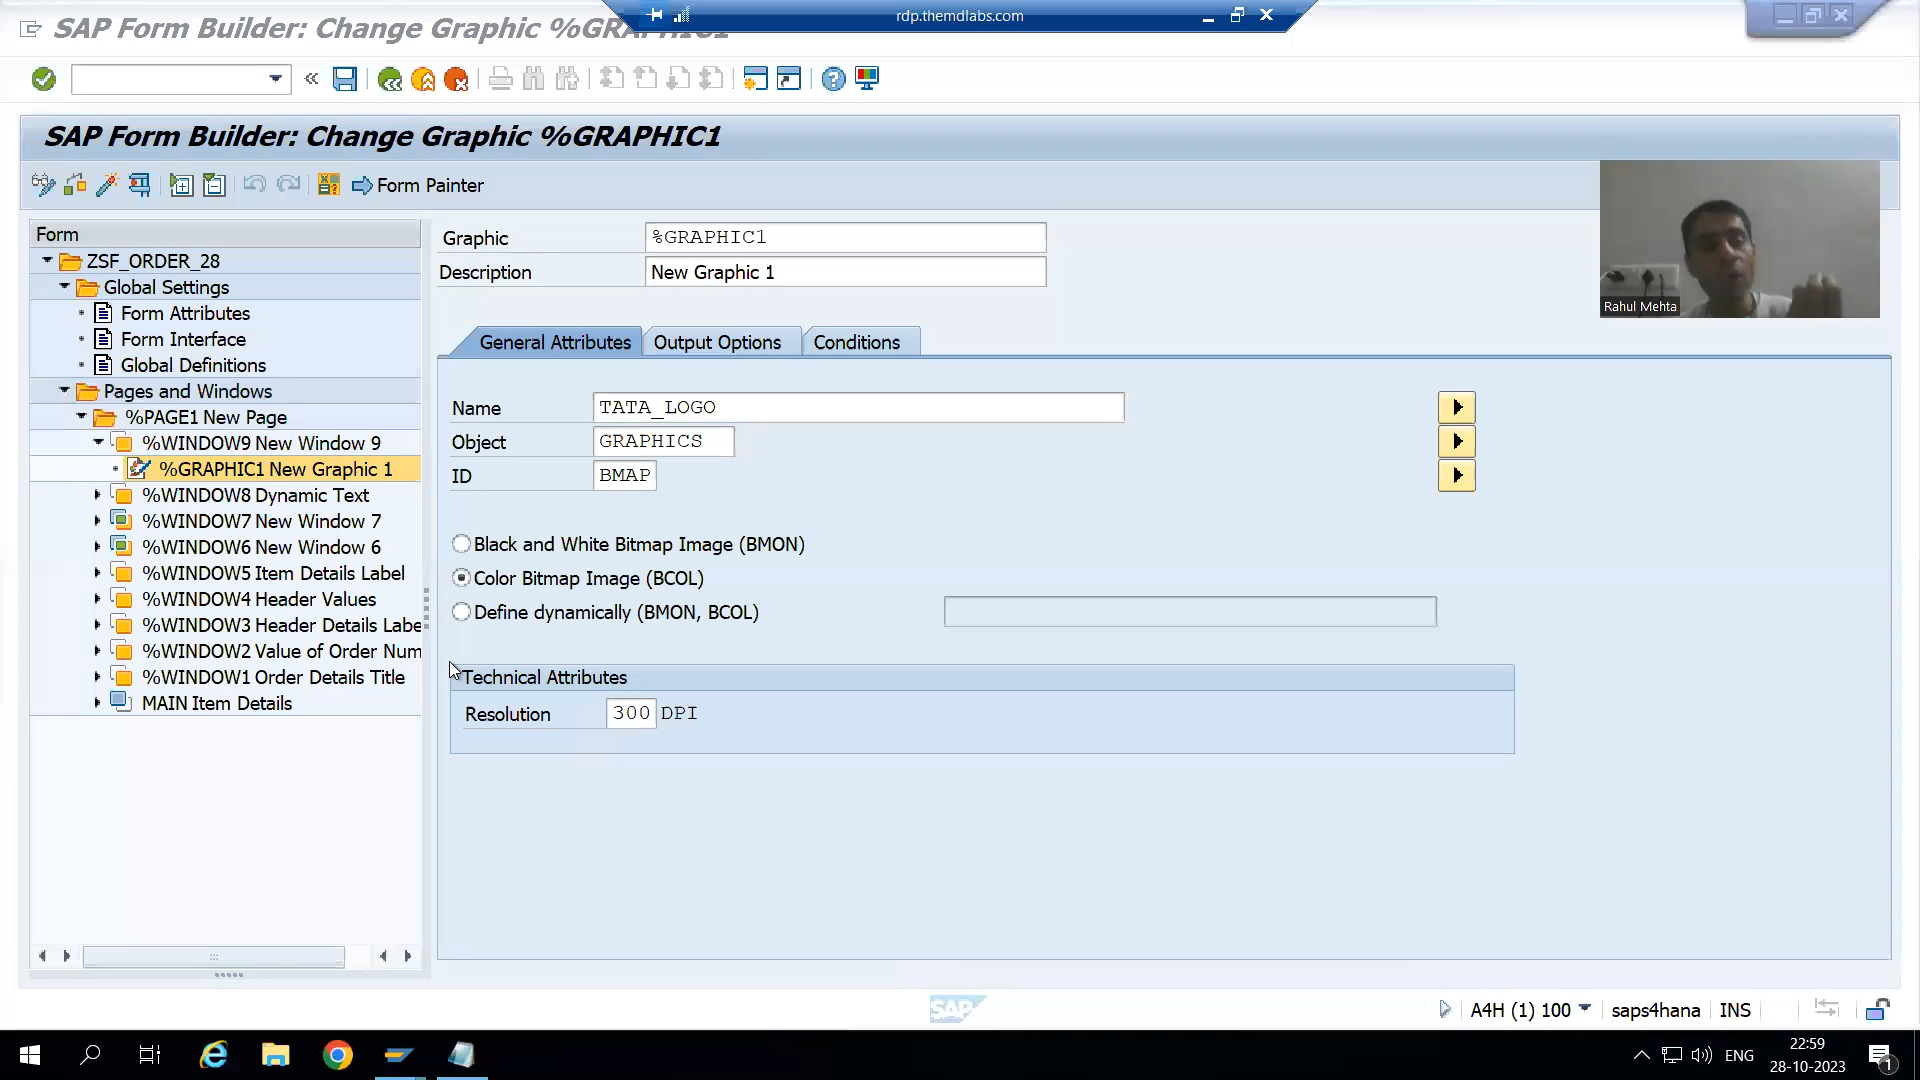 SAP Form Builder: Change Graphic %GRAPHIC1
rdp.themdlabs.com
SAP Form Builder: Change Graphic %GRAPHIC1
Form Painter
Form
ZSF_ORDER_28
Global Settings
Form Attributes
Form Interface
Global Definitions
Pages and Windows
%PAGE1 New Page
%WINDOW9 New Window 9
%GRAPHIC1 New Graphic 1
%WINDOW8 Dynamic Text
%WINDOW7 New Window 7
%WINDOW6 New Window 6
%WINDOW5 Item Details Label
%WINDOW4 Header Values
%WINDOW3 Header Details Labe
%WINDOW2 Value of Order Num
%WINDOW1 Order Details Title
MAIN Item Details
Graphic %GRAPHIC1
Description New Graphic 1
General Attributes Output Options Conditions
Name TATA_LOGO
Object GRAPHICS
ID BMAP
Black and White Bitmap Image (BMON)
Color Bitmap Image (BCOL)
Define dynamically (BMON, BCOL)
Technical Attributes
Resolution 300 DPI
Rahul Mehta
SAP
A4H (1) 100 saps4hana INS
ENG
22:59
28-10-2023
1